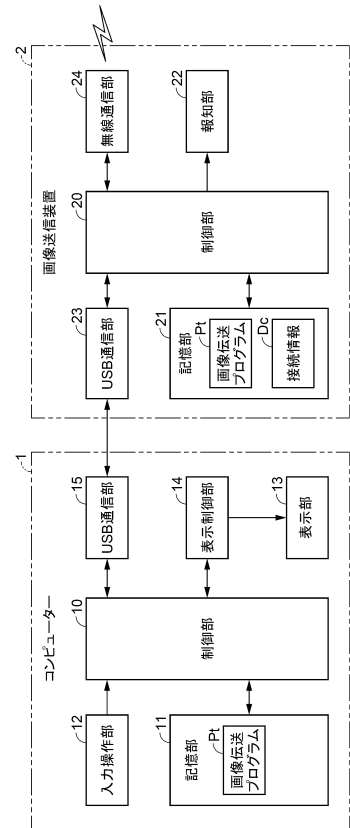 コンピューター
1
12
入力操作部
10
制御部
15
USB通信部
11
記憶部
Pt
画像伝送
プログラム
14
表示制御部
13
表示部
画像送信装置
2
23
USB通信部
20
制御部
24
無線通信部
21
記憶部
Pt
画像伝送
プログラム
Dc
接続情報
22
報知部